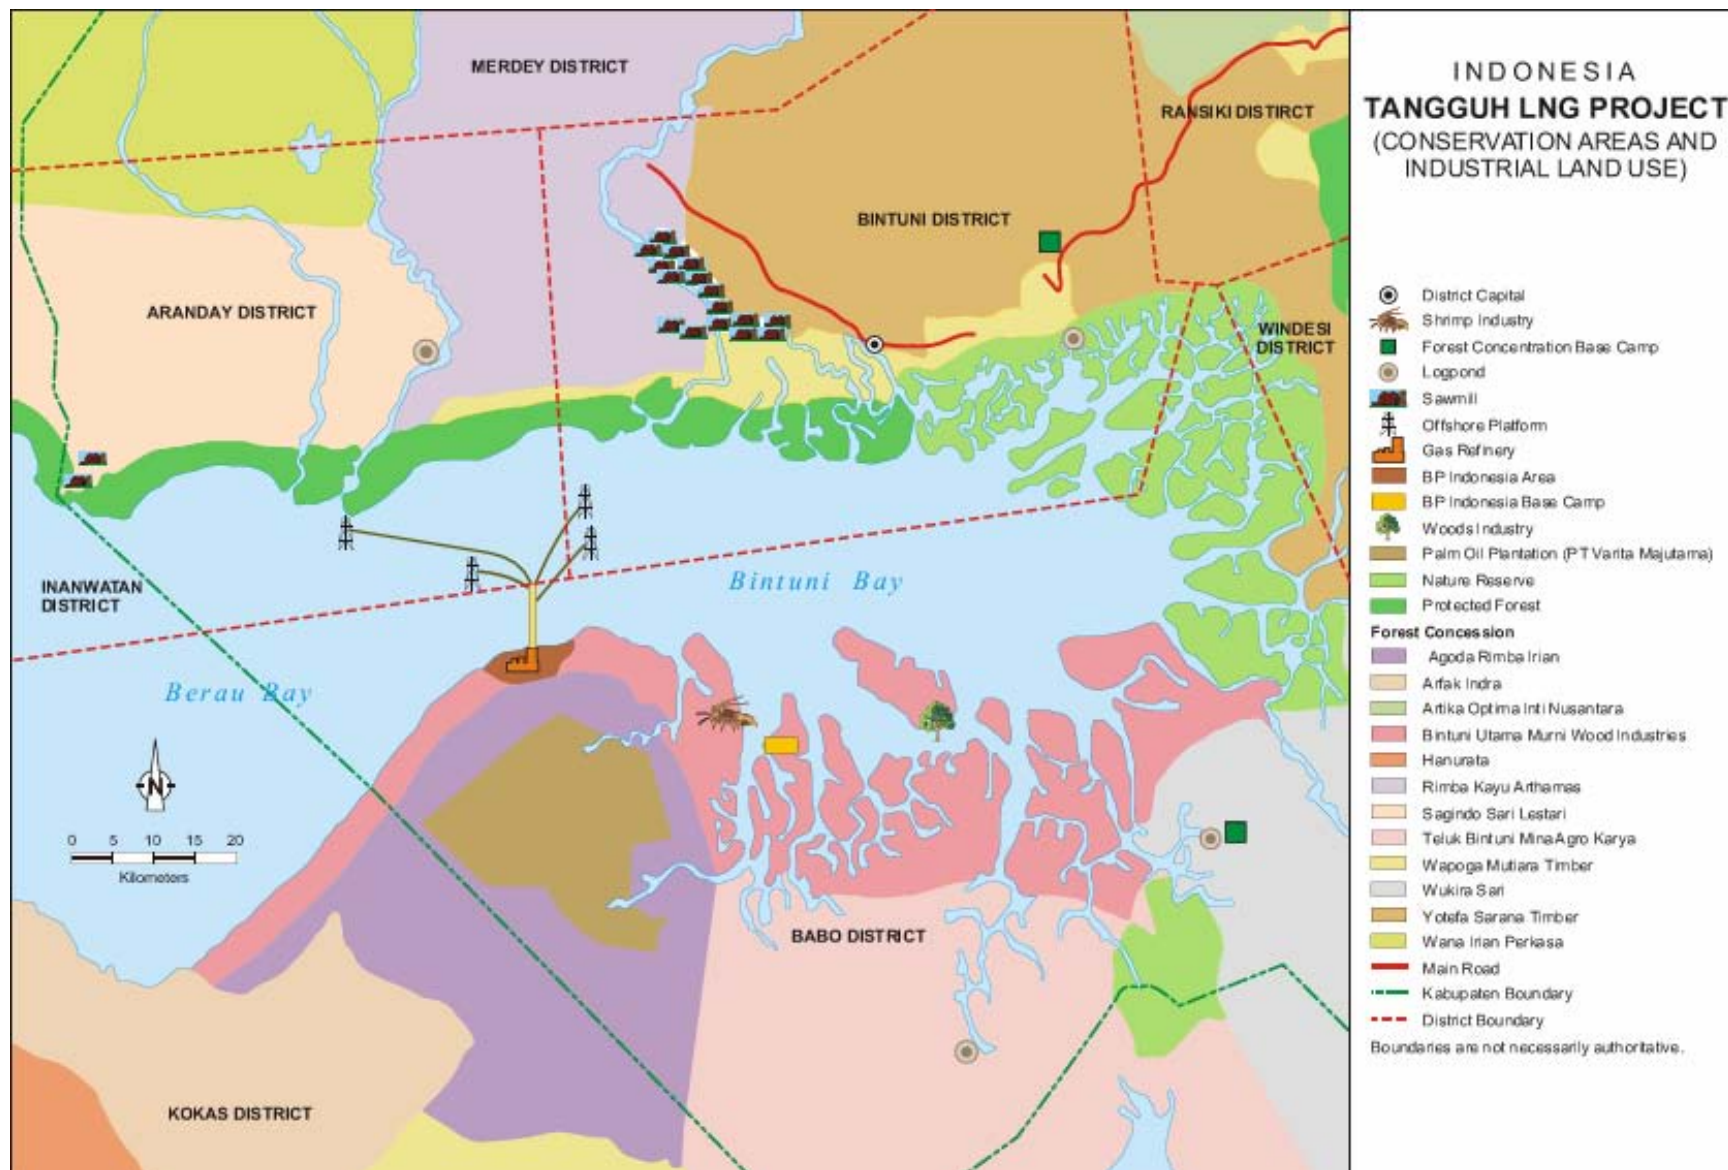 MERDEY DISTRICT
RANSIKI DISTIRCT
BINTUNI DISTRICT
ARANDAY DISTRICT
WINDESI
DISTRICT
INANWATAN
DISTRICT
Bintuni Bay
Berau Bay
N
0 5 10 15 20
Kilometers
BABO DISTRICT
KOKAS DISTRICT
INDONESIA
TANGGUH LNG PROJECT
(CONSERVATION AREAS AND
INDUSTRIAL LAND USE)
District Capital
Shrimp Industry
Forest Concentration Base Camp
Logpond
Sawmill
Offshore Platform
Gas Refinery
BP Indonesia Area
BP Indonesia Base Camp
Woods Industry
Palm Oil Plantation (PT Varita Majutama)
Nature Reserve
Protected Forest
Forest Concession
Agoda Rimba Irian
Arfak Indra
Artika Optima Inti Nusantara
Bintuni Utama Murni Wood Industries
Hanurata
Rimba Kayu Arthamas
Sagindo Sari Lestari
Teluk Bintuni Mina Agro Karya
Wapoga Mutiara Timber
Wukira Sari
Yotefa Sarana Timber
Wana Irian Perkasa
Main Road
Kabupaten Boundary
District Boundary
Boundaries are not necessarily authoritative.